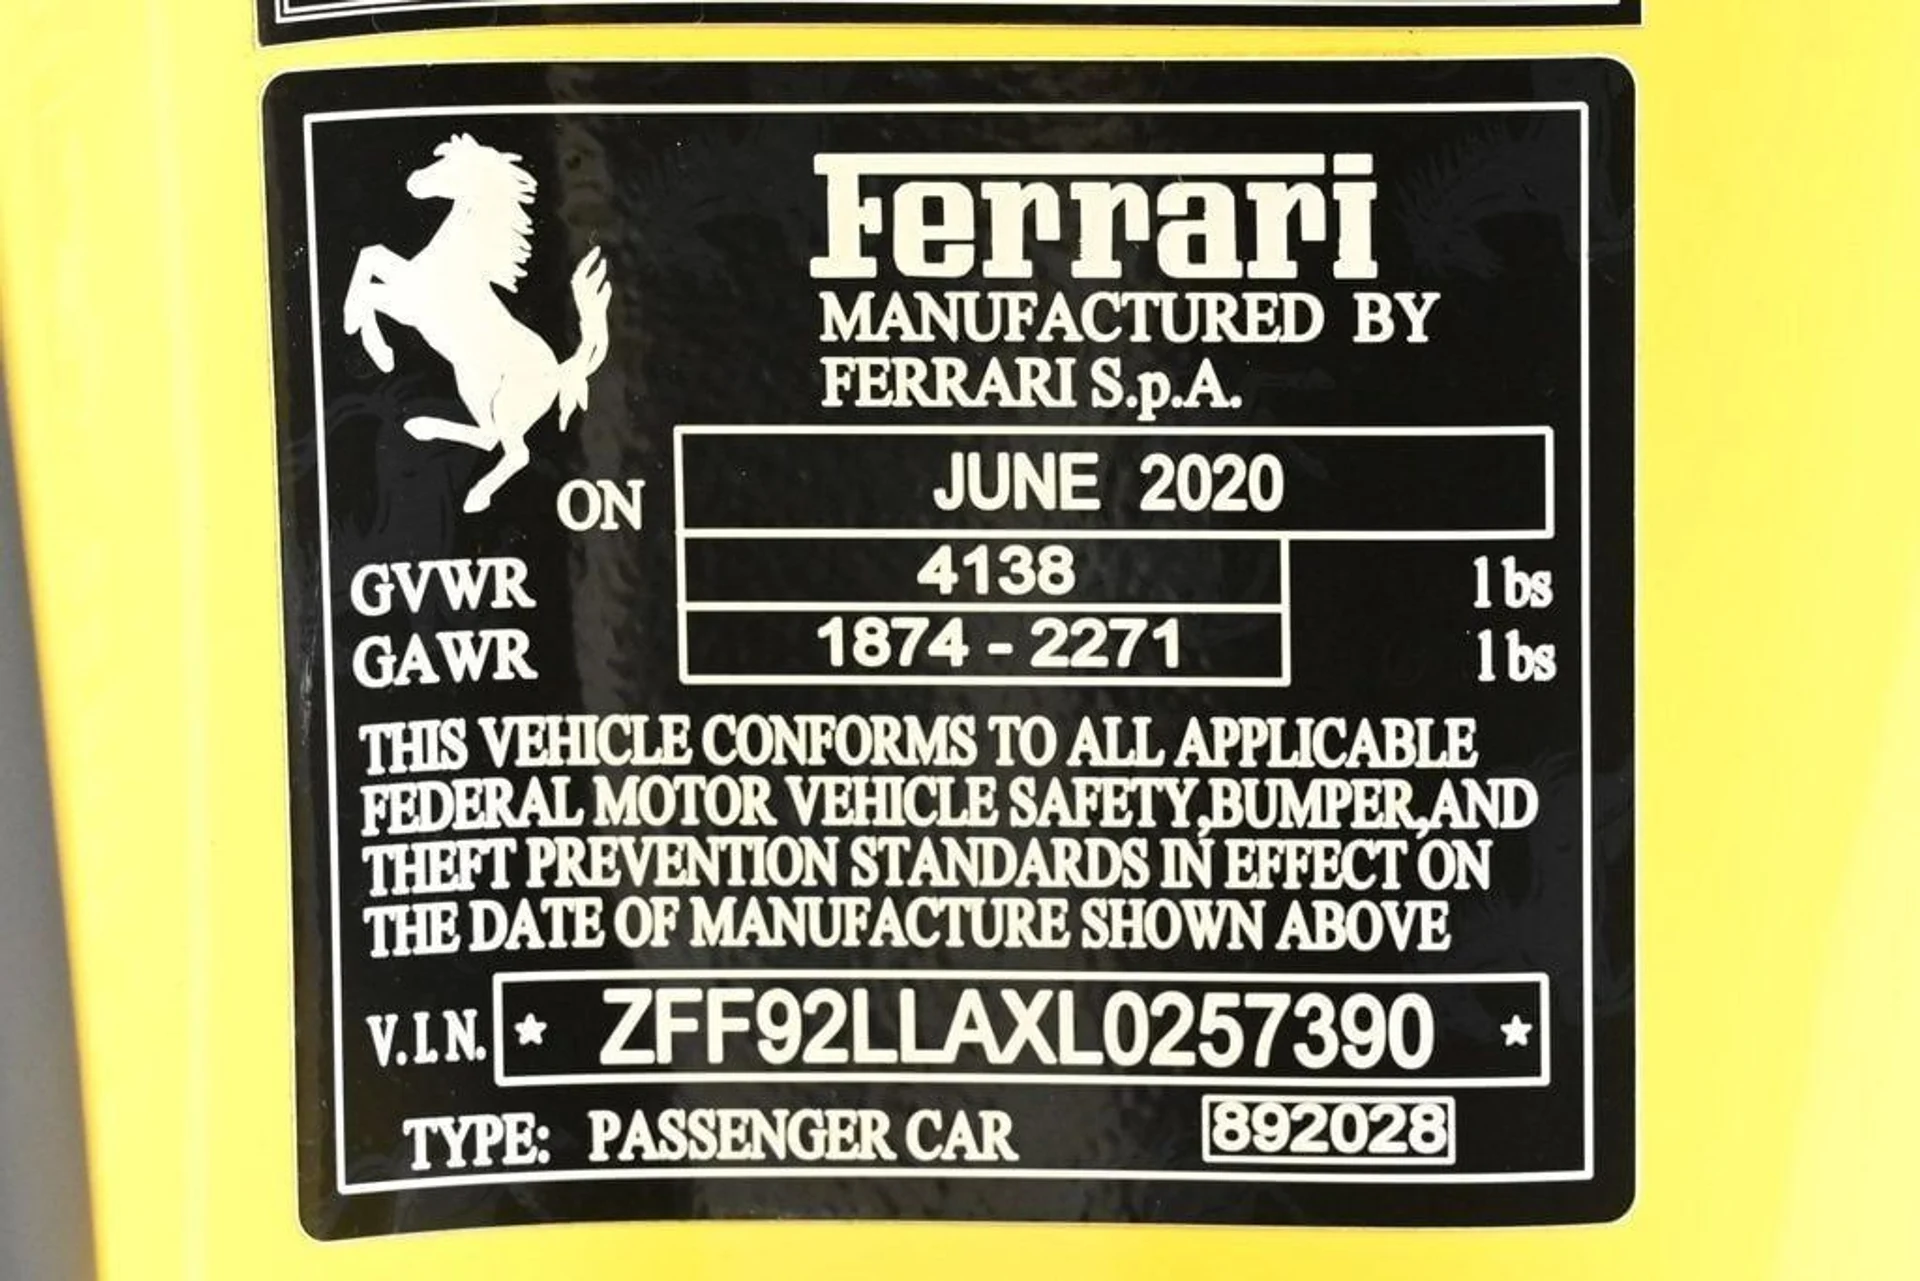 Ferrari
MANUFACTURED BY
FERRARI S.p.A.
ON JUNE 2020
GVWR 4138 lbs
GAWR 1874 - 2271 lbs
THIS VEHICLE CONFORMS TO ALL APPLICABLE
FEDERAL MOTOR VEHICLE SAFETY,BUMPER,AND
THEFT PREVENTION STANDARDS IN EFFECT ON
THE DATE OF MANUFACTURE SHOWN ABOVE
V.I.N. ★ ZFF92LLAXL0257390 ★
TYPE: PASSENGER CAR 892028